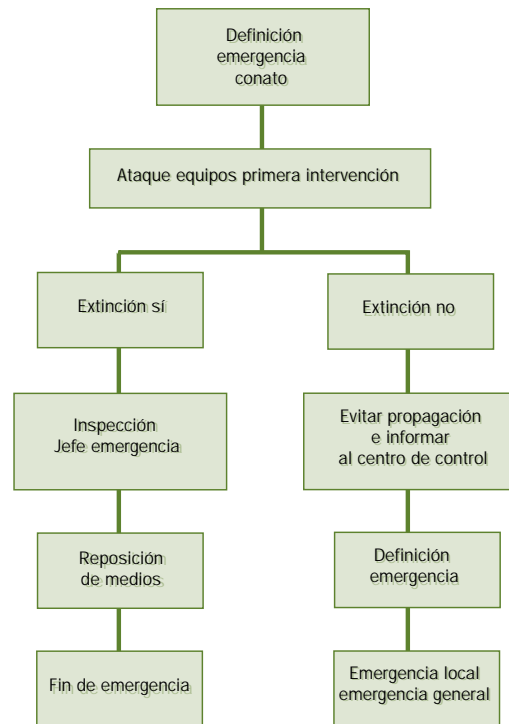 Definición
emergencia
conato
Ataque equipos primera intervención
Extinción sí
Extinción no
Inspección
Jefe emergencia
Evitar propagación
e informar
al centro de control
Reposición
de medios
Definición
emergencia
Fin de emergencia
Emergencia local
emergencia general